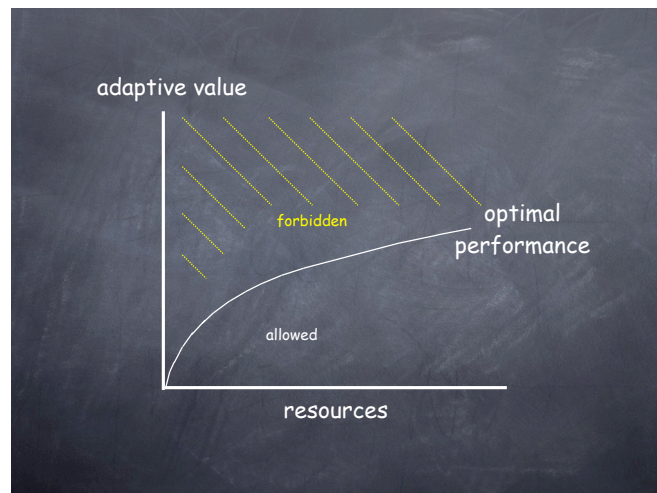 adaptive value
forbidden
optimal
performance
allowed
resources